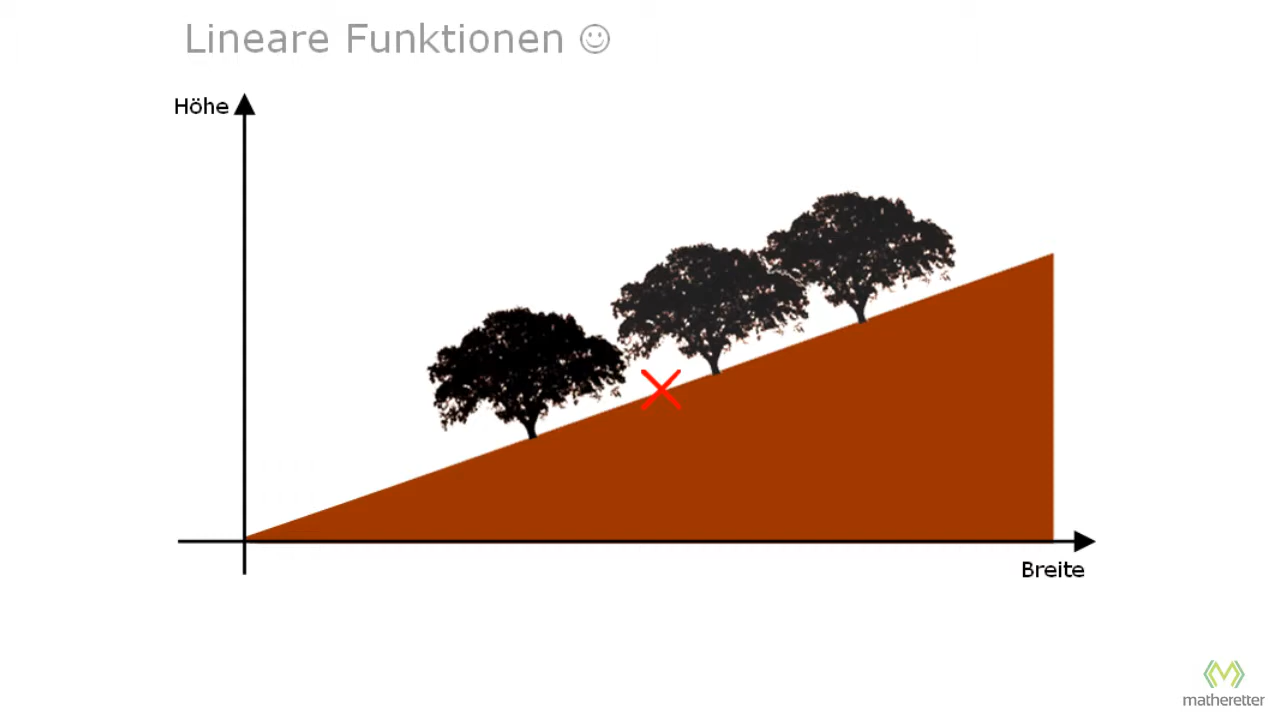 Lineare Funktionen ☺
Höhe
Breite
matheretter